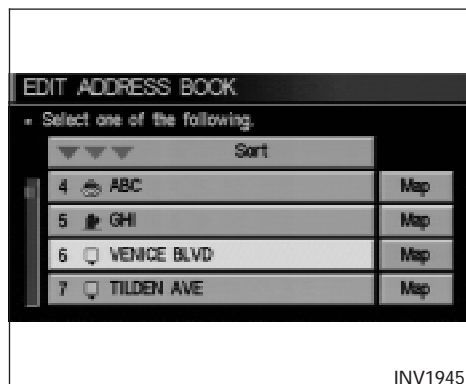 EDIT ADDRESS BOOK
Select one of the following.
Sort
4 ABC Map
5 GHI Map
6 VENICE BLVD Map
7 TILDEN AVE Map
INV1945